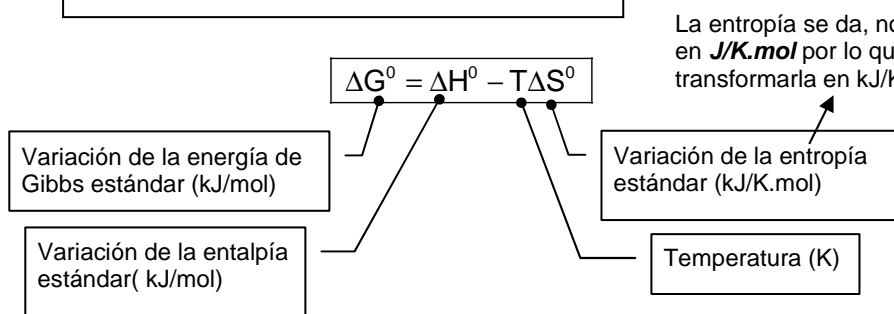 La entropía se da, no
en J/K.mol por lo qu
transformarla en kJ/K
ΔG⁰ = ΔH⁰ − TΔS⁰
Variación de la energía de
Gibbs estándar (kJ/mol)
Variación de la entropía
estándar (kJ/K.mol)
Variación de la entalpía
estándar( kJ/mol)
Temperatura (K)